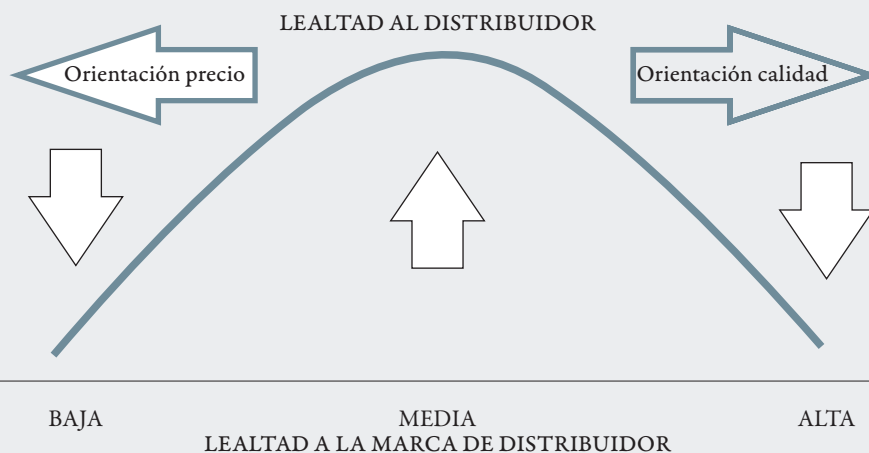 LEALTAD AL DISTRIBUIDOR
Orientación precio
Orientación calidad
BAJA
MEDIA
ALTA
LEALTAD A LA MARCA DE DISTRIBUIDOR